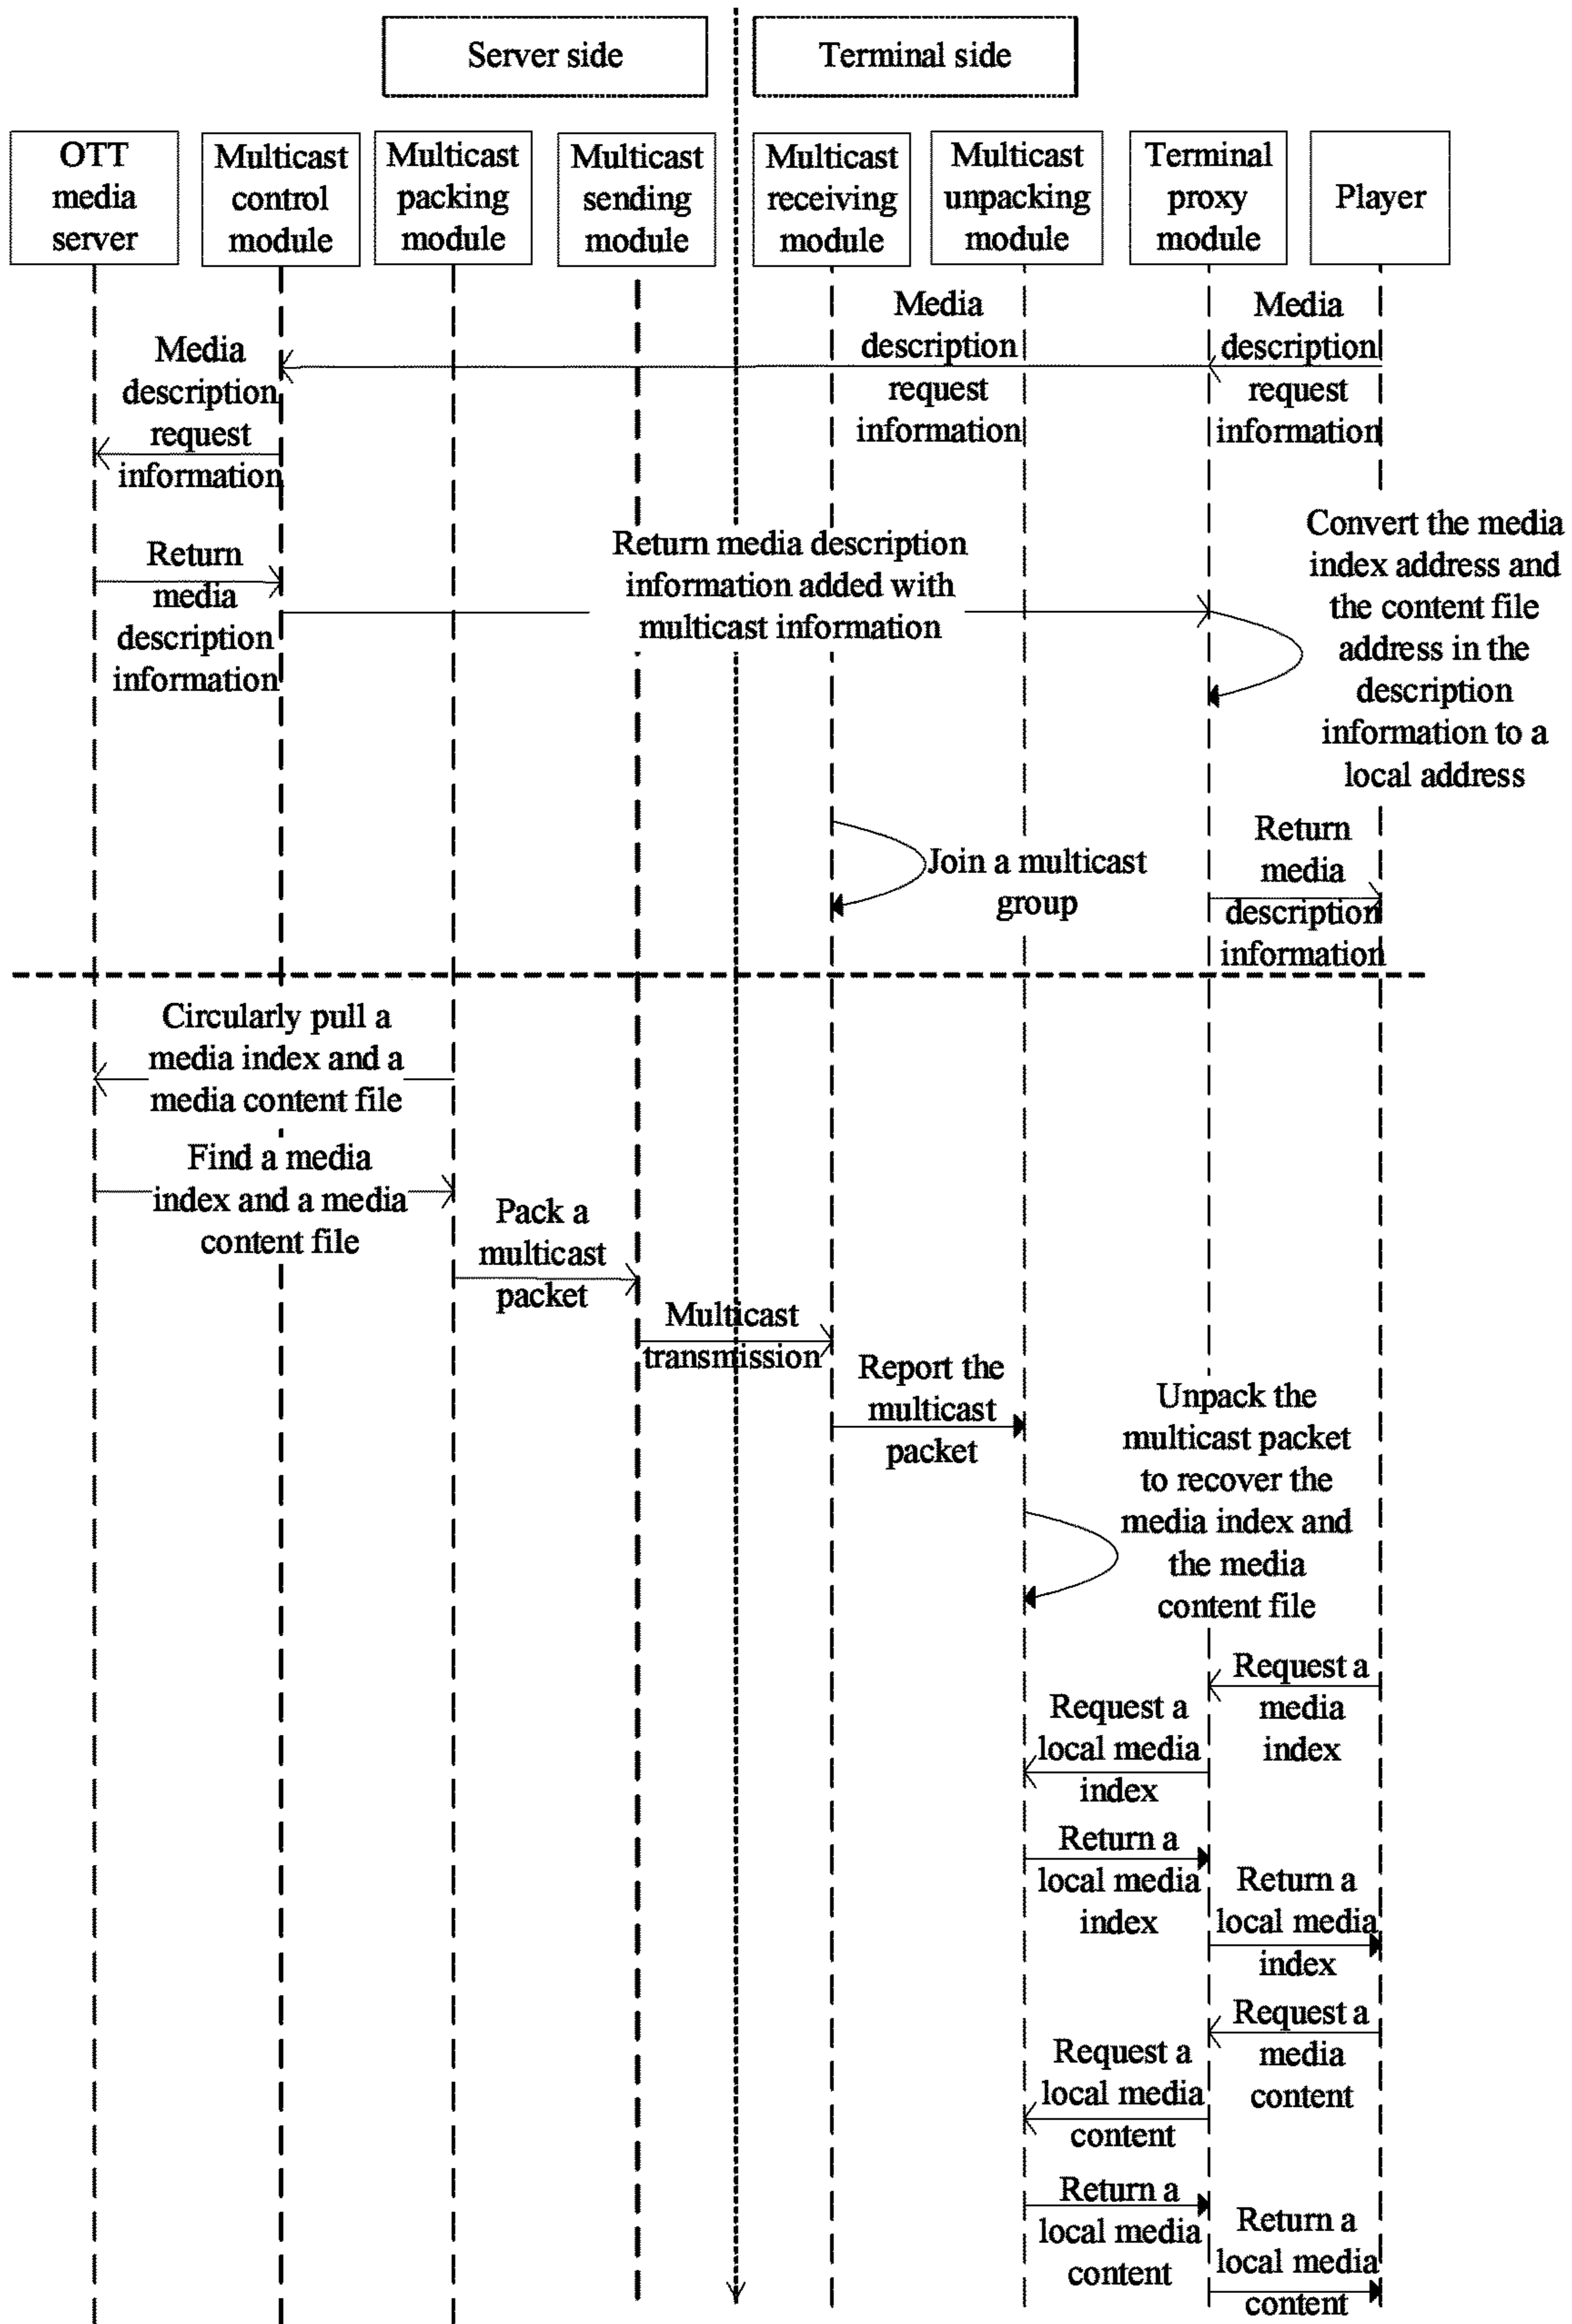 Server side
Terminal side
OTT
media
server
Multicast
control
module
Multicast
packing
module
Multicast
sending
module
Multicast
receiving
module
Multicast
unpacking
module
Terminal
proxy
module
Player
Media
description
request
information
Media
description
request
information
Media
description
request
information
Return
media
description
information
Return media description
information added with
multicast information
Convert the media
index address and
the content file
address in the
description
information to a
local address
Join a multicast
group
Return
media
description
information
Circularly pull a
media index and a
media content file
Find a media
index and a media
content file
Pack a
multicast
packet
Multicast
transmission
Report the
multicast
packet
Unpack the
multicast packet
to recover the
media index and
the media
content file
Request a
media
index
Request a
local media
index
Return a
local media
index
Return a
local media
index
Request a
media
content
Request a
local media
content
Return a
local media
content
Return a
local media
content